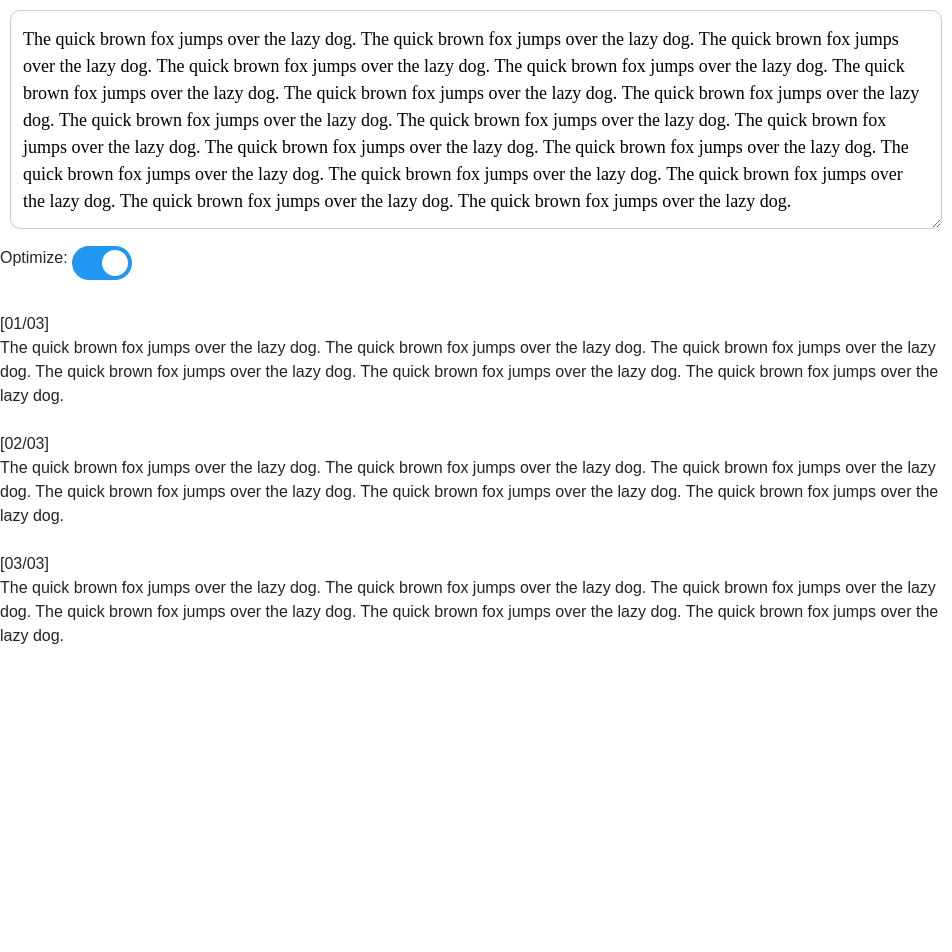 The quick brown fox jumps over the lazy dog. The quick brown fox jumps over the lazy dog. The quick brown fox jumps
over the lazy dog. The quick brown fox jumps over the lazy dog. The quick brown fox jumps over the lazy dog. The quick
brown fox jumps over the lazy dog. The quick brown fox jumps over the lazy dog. The quick brown fox jumps over the lazy
dog. The quick brown fox jumps over the lazy dog. The quick brown fox jumps over the lazy dog. The quick brown fox
jumps over the lazy dog. The quick brown fox jumps over the lazy dog. The quick brown fox jumps over the lazy dog. The
quick brown fox jumps over the lazy dog. The quick brown fox jumps over the lazy dog. The quick brown fox jumps over
the lazy dog. The quick brown fox jumps over the lazy dog. The quick brown fox jumps over the lazy dog.
Optimize:
[01/03]
The quick brown fox jumps over the lazy dog. The quick brown fox jumps over the lazy dog. The quick brown fox jumps over the lazy
dog. The quick brown fox jumps over the lazy dog. The quick brown fox jumps over the lazy dog. The quick brown fox jumps over the
lazy dog.
[02/03]
The quick brown fox jumps over the lazy dog. The quick brown fox jumps over the lazy dog. The quick brown fox jumps over the lazy
dog. The quick brown fox jumps over the lazy dog. The quick brown fox jumps over the lazy dog. The quick brown fox jumps over the
lazy dog.
[03/03]
The quick brown fox jumps over the lazy dog. The quick brown fox jumps over the lazy dog. The quick brown fox jumps over the lazy
dog. The quick brown fox jumps over the lazy dog. The quick brown fox jumps over the lazy dog. The quick brown fox jumps over the
lazy dog.